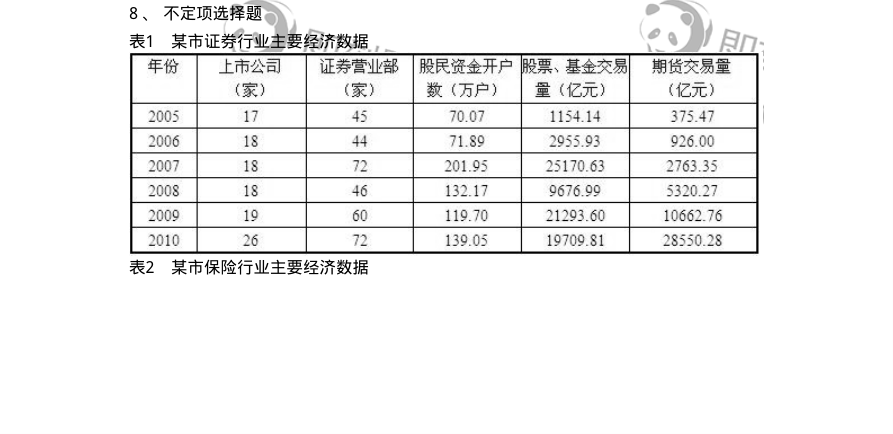 8 、 不定项选择题
表1 某市证券行业主要经济数据
年份 上市公司（家） 证券营业部（家） 股民资金开户数（万户） 股票、基金交易量（亿元） 期货交易量（亿元）
2005 17 45 70.07 1154.14 375.47
2006 18 44 71.89 2955.93 926.00
2007 18 72 201.95 25170.63 2763.35
2008 18 46 132.17 9676.99 5320.27
2009 19 60 119.70 21293.60 10662.76
2010 26 72 139.05 19709.81 28550.28
表2 某市保险行业主要经济数据